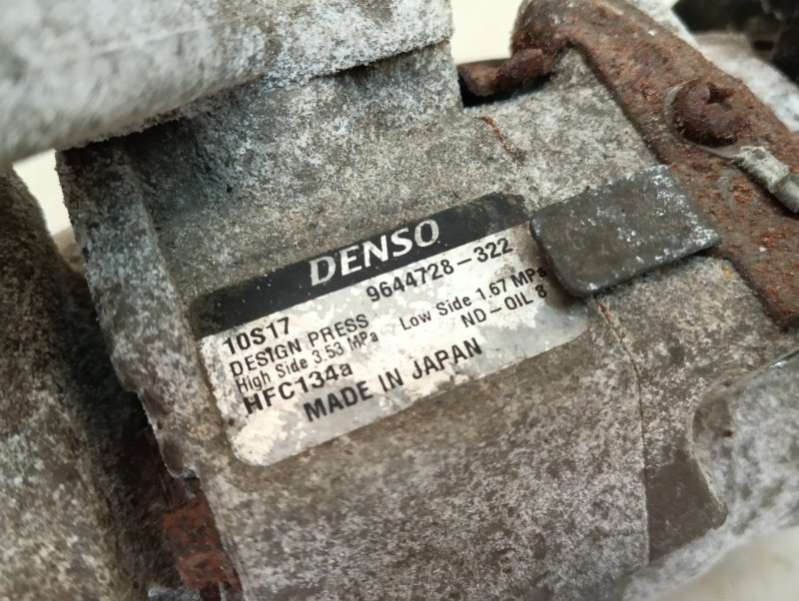 DENSO
10S17 9644728-322
DESIGN PRESS
High Side 3.53 MPa Low Side 1.67 MPa
HFC134a ND-OIL 8
MADE IN JAPAN